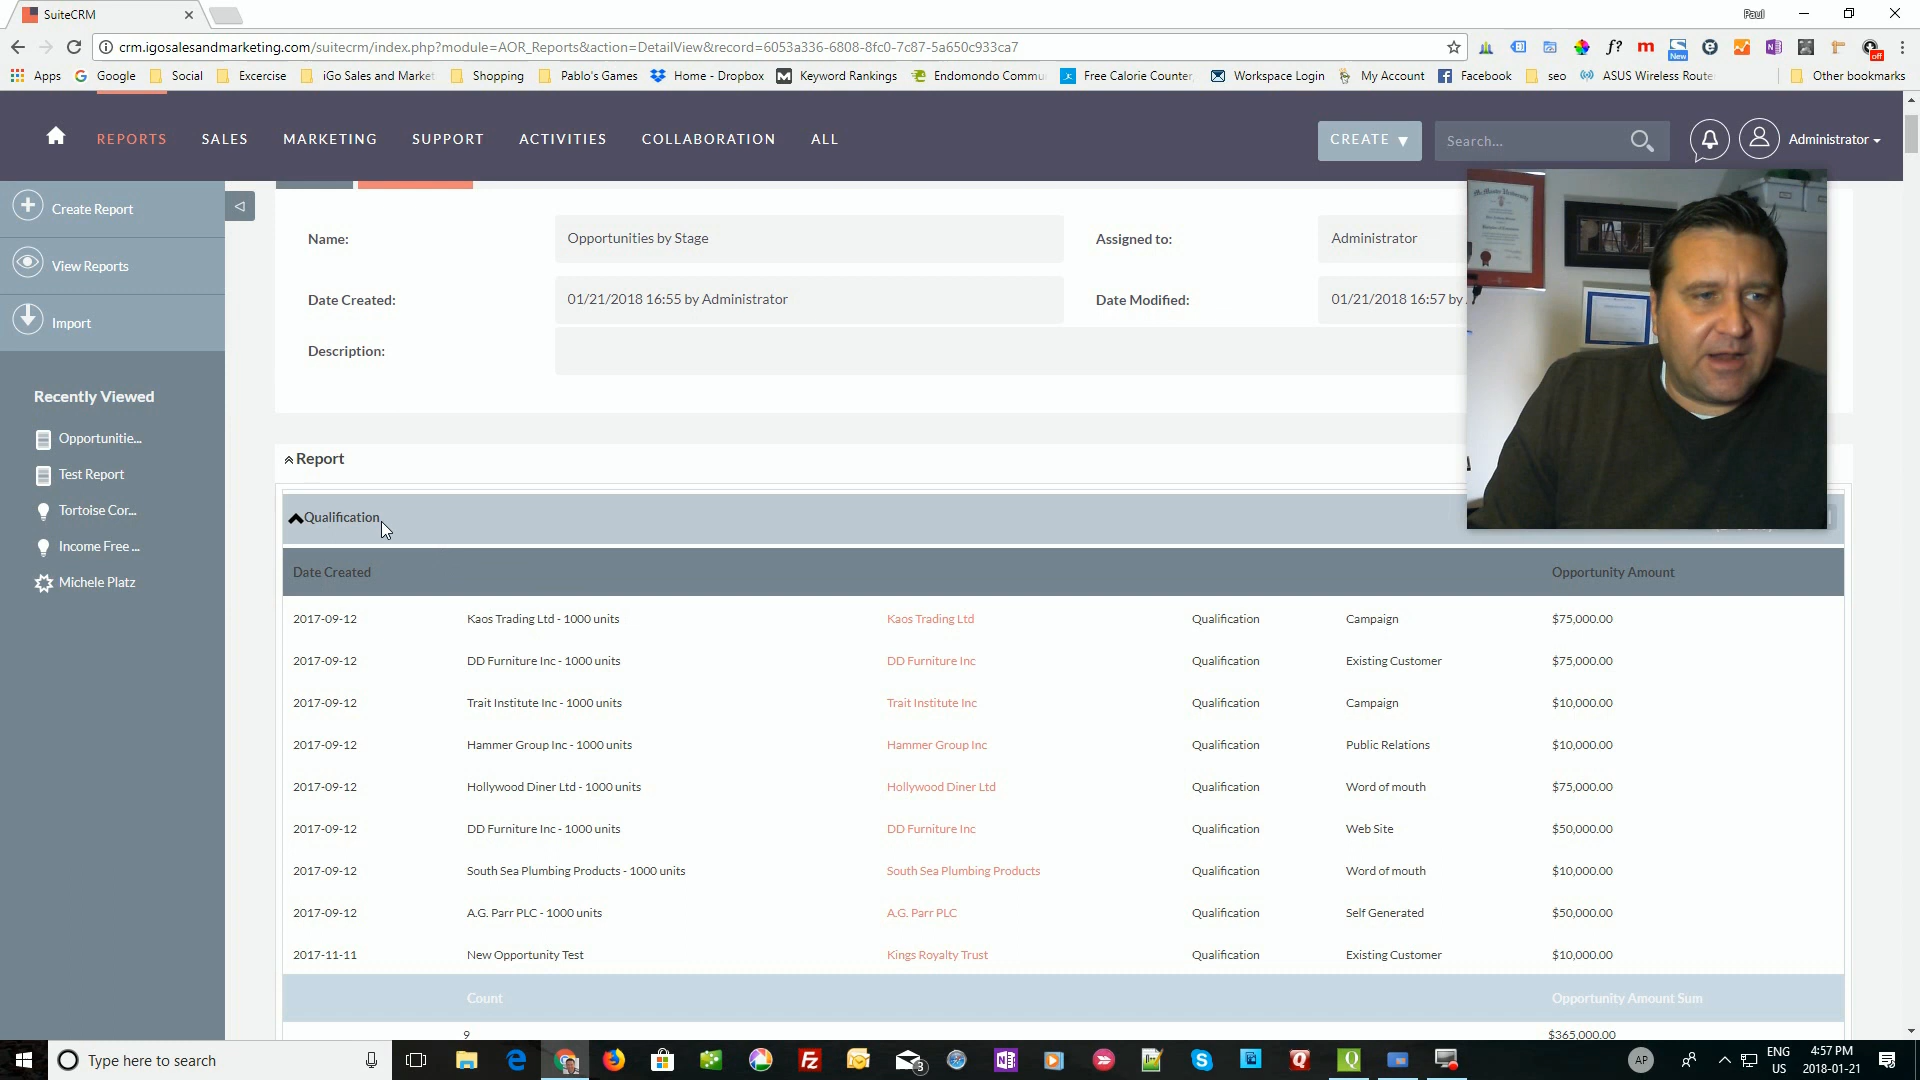 SuiteCRM
Paul
crm.igosalesandmarketing.com/suitecrm/index.php?module=AOR_Reports&action=DetailView&record=6053a336-6808-8fc0-7c87-5a650c933ca7
Apps Google Social Excercise iGo Sales and Market Shopping Pablo's Games Home - Dropbox Keyword Rankings Endomondo Commu Free Calorie Counter, Workspace Login My Account Facebook seo ASUS Wireless Route Other bookmarks
REPORTS SALES MARKETING SUPPORT ACTIVITIES COLLABORATION ALL CREATE ▼ Search... Administrator
Create Report
View Reports
Import
Recently Viewed
Opportunitie...
Test Report
Tortoise Cor...
Income Free ...
Michele Platz
Name: Opportunities by Stage Assigned to: Administrator
Date Created: 01/21/2018 16:55 by Administrator Date Modified: 01/21/2018 16:57 by
Description:
Report
Qualification
Date Created Opportunity Amount
2017-09-12 Kaos Trading Ltd - 1000 units Kaos Trading Ltd Qualification Campaign $75,000.00
2017-09-12 DD Furniture Inc - 1000 units DD Furniture Inc Qualification Existing Customer $75,000.00
2017-09-12 Trait Institute Inc - 1000 units Trait Institute Inc Qualification Campaign $10,000.00
2017-09-12 Hammer Group Inc - 1000 units Hammer Group Inc Qualification Public Relations $10,000.00
2017-09-12 Hollywood Diner Ltd - 1000 units Hollywood Diner Ltd Qualification Word of mouth $75,000.00
2017-09-12 DD Furniture Inc - 1000 units DD Furniture Inc Qualification Web Site $50,000.00
2017-09-12 South Sea Plumbing Products - 1000 units South Sea Plumbing Products Qualification Word of mouth $10,000.00
2017-09-12 A.G. Parr PLC - 1000 units A.G. Parr PLC Qualification Self Generated $50,000.00
2017-11-11 New Opportunity Test Kings Royalty Trust Qualification Existing Customer $10,000.00
Count Opportunity Amount Sum
9 $365,000.00
Type here to search
3
AP
ENG
US
4:57 PM
2018-01-21